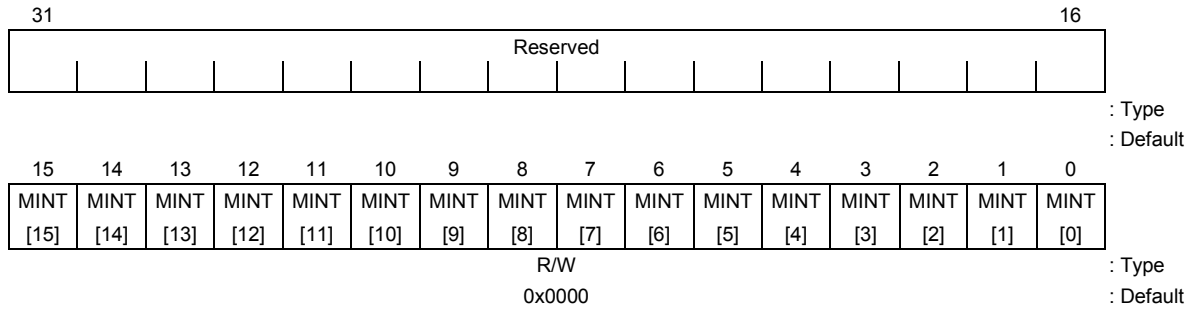 31 16
Reserved
: Type
: Default
15 14 13 12 11 10 9 8 7 6 5 4 3 2 1 0
MINT MINT MINT MINT MINT MINT MINT MINT MINT MINT MINT MINT MINT MINT MINT MINT
[15] [14] [13] [12] [11] [10] [9] [8] [7] [6] [5] [4] [3] [2] [1] [0]
R/W : Type
0x0000 : Default